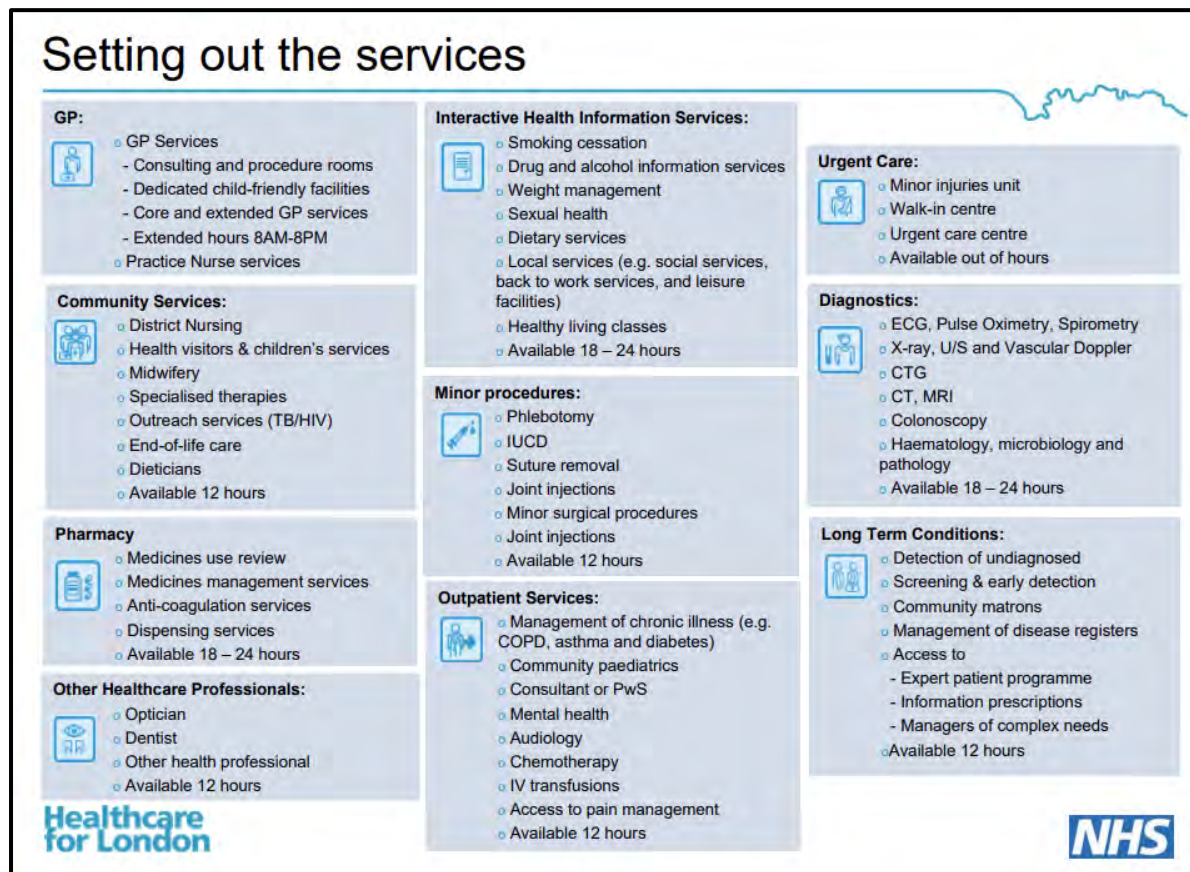 Setting out the services
GP:
o GP Services
- Consulting and procedure rooms
- Dedicated child-friendly facilities
- Core and extended GP services
- Extended hours 8AM-8PM
o Practice Nurse services
Community Services:
o District Nursing
o Health visitors & children's services
o Midwifery
o Specialised therapies
o Outreach services (TB/HIV)
o End-of-life care
o Dieticians
o Available 12 hours
Pharmacy
o Medicines use review
o Medicines management services
o Anti-coagulation services
o Dispensing services
o Available 18 – 24 hours
Other Healthcare Professionals:
o Optician
o Dentist
o Other health professional
o Available 12 hours
Interactive Health Information Services:
o Smoking cessation
o Drug and alcohol information services
o Weight management
o Sexual health
o Dietary services
o Local services (e.g. social services,
back to work services, and leisure
facilities)
o Healthy living classes
o Available 18 – 24 hours
Minor procedures:
o Phlebotomy
o IUCD
o Suture removal
o Joint injections
o Minor surgical procedures
o Joint injections
o Available 12 hours
Outpatient Services:
o Management of chronic illness (e.g.
COPD, asthma and diabetes)
o Community paediatrics
o Consultant or PwS
o Mental health
o Audiology
o Chemotherapy
o IV transfusions
o Access to pain management
o Available 12 hours
Urgent Care:
o Minor injuries unit
o Walk-in centre
o Urgent care centre
o Available out of hours
Diagnostics:
o ECG, Pulse Oximetry, Spirometry
o X-ray, U/S and Vascular Doppler
o CTG
o CT, MRI
o Colonoscopy
o Haematology, microbiology and
pathology
o Available 18 – 24 hours
Long Term Conditions:
o Detection of undiagnosed
o Screening & early detection
o Community matrons
o Management of disease registers
o Access to
- Expert patient programme
- Information prescriptions
- Managers of complex needs
oAvailable 12 hours
Healthcare
for London
NHS